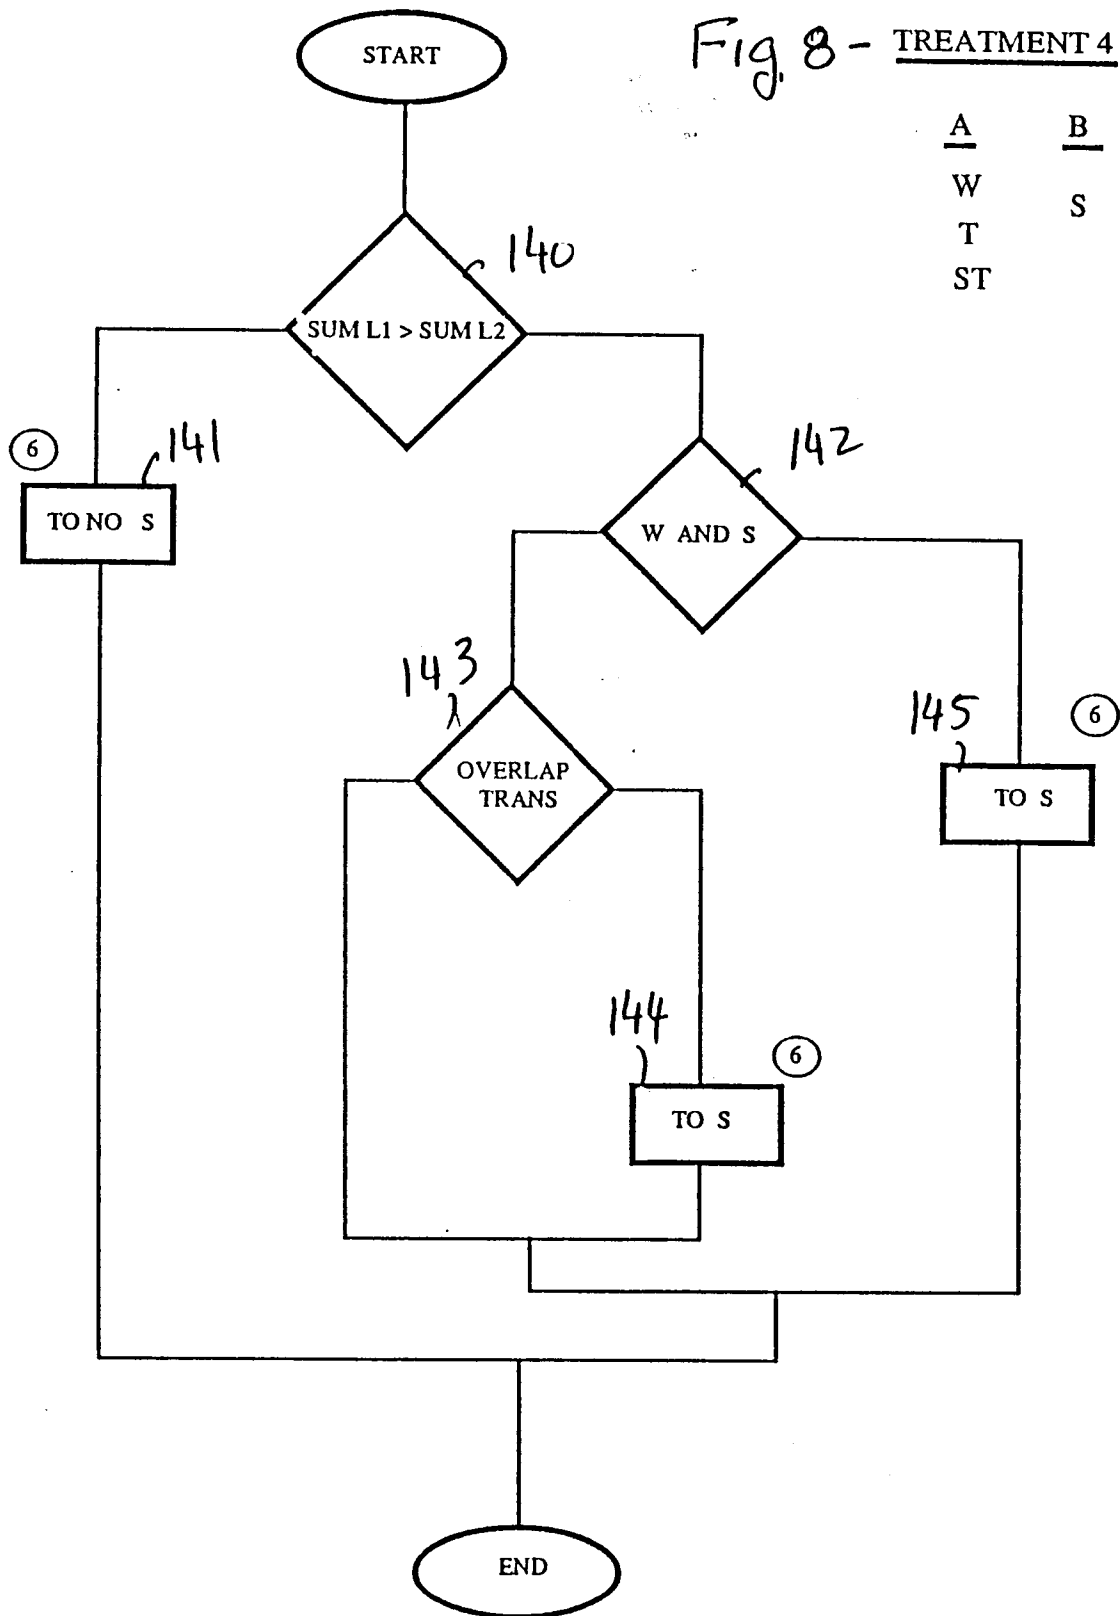 START
Fig. 8 - TREATMENT 4
A B
W
S
T
ST
140
SUM L1 > SUM L2
6
141
142
TO NO S
W AND S
143
145
6
OVERLAP
TRANS
TO S
144
6
TO S
END